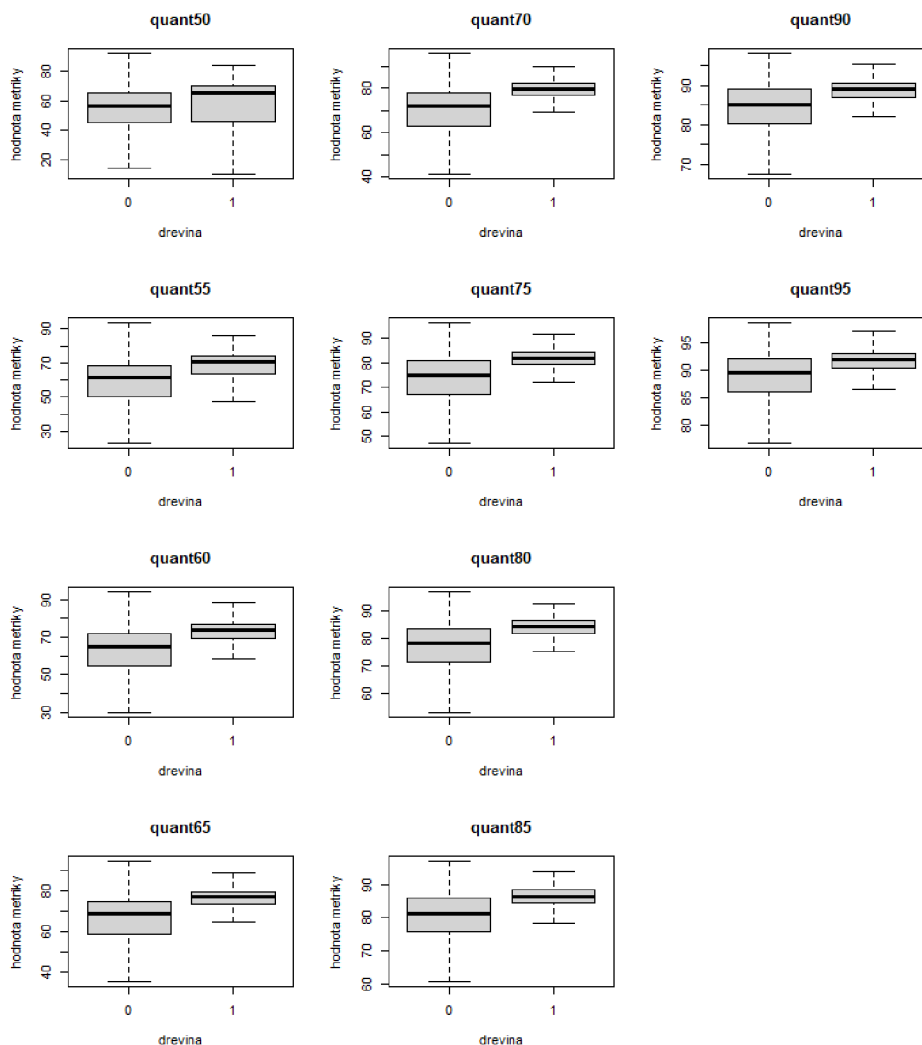 quant50
hodnota metriky
80
60
40
20
0 1
drevina
quant70
hodnota metriky
80
60
40
0 1
drevina
quant90
hodnota metriky
90
80
70
0 1
drevina
quant55
hodnota metriky
90
70
50
30
0 1
drevina
quant75
hodnota metriky
90
80
70
60
50
0 1
drevina
quant95
hodnota metriky
95
90
85
80
0 1
drevina
quant60
hodnota metriky
90
70
50
30
0 1
drevina
quant80
hodnota metriky
90
80
70
60
0 1
drevina
quant65
hodnota metriky
80
60
40
0 1
drevina
quant85
hodnota metriky
90
80
70
60
0 1
drevina